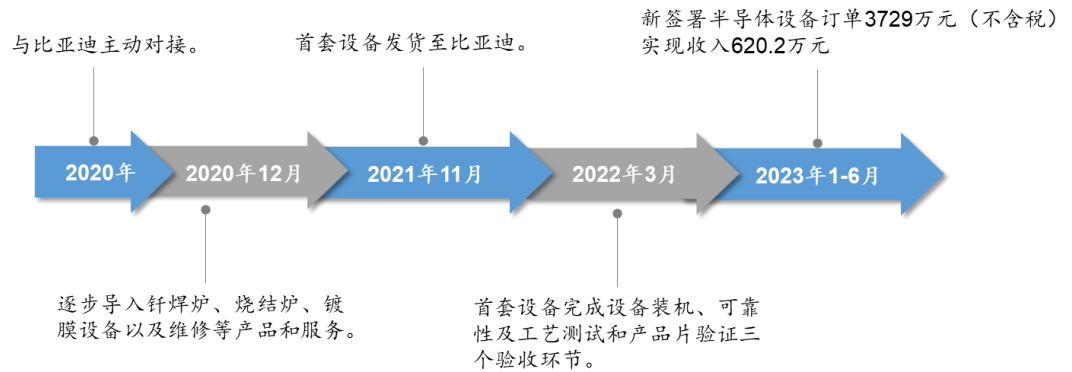 新签署半导体设备订单3729万元（不含税）
实现收入620.2万元
与比亚迪主动对接。
首套设备发货至比亚迪。
2020年
2020年12月
2021年11月
2022年3月
2023年1-6月
逐步导入钎焊炉、烧结炉、镀
膜设备以及维修等产品和服务。
首套设备完成设备装机、可靠
性及工艺测试和产品片验证三
个验收环节。